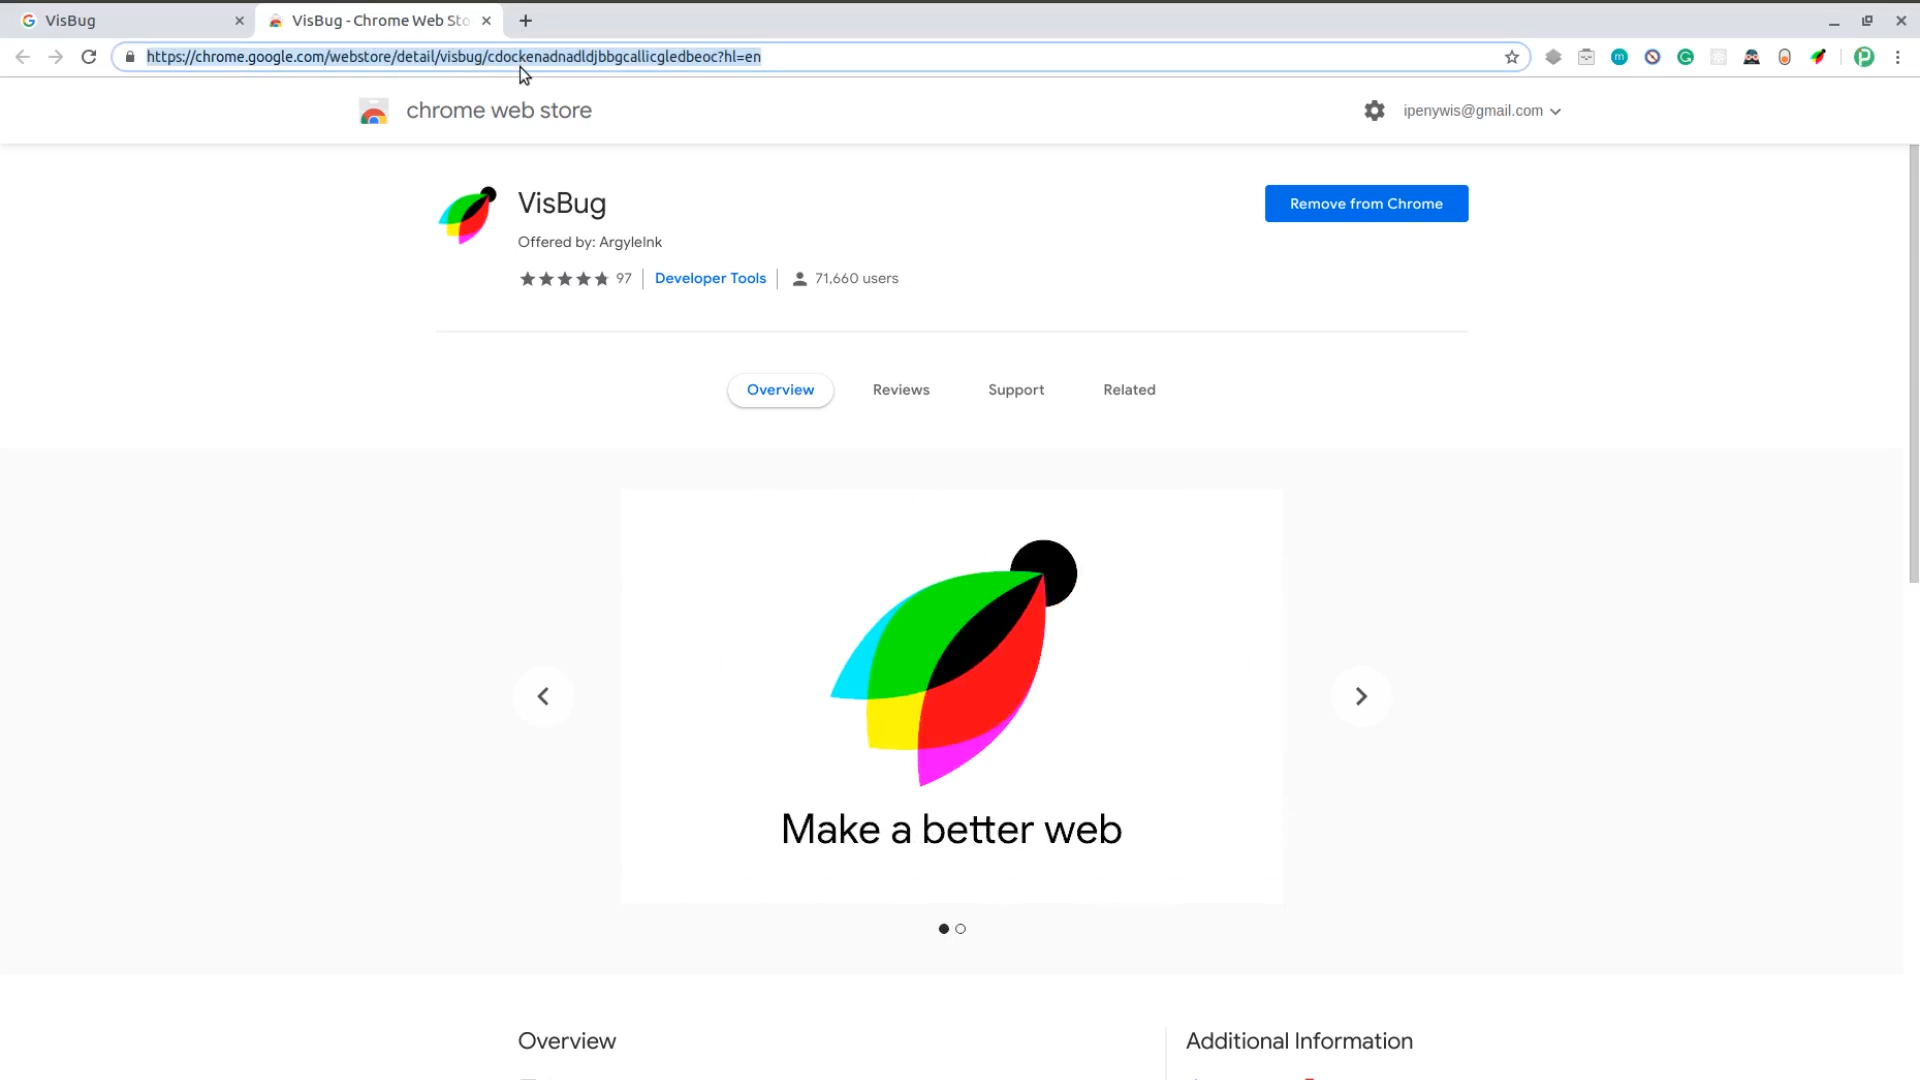 VisBug
VisBug - Chrome Web Sto
https://chrome.google.com/webstore/detail/visbug/cdockenadnadldjbbgcallicgledbeoc?hl=en
chrome web store
ipenywis@gmail.com
VisBug
Remove from Chrome
Offered by: ArgyleInk
97
Developer Tools
71,660 users
Overview
Reviews
Support
Related
Make a better web
Overview
Additional Information